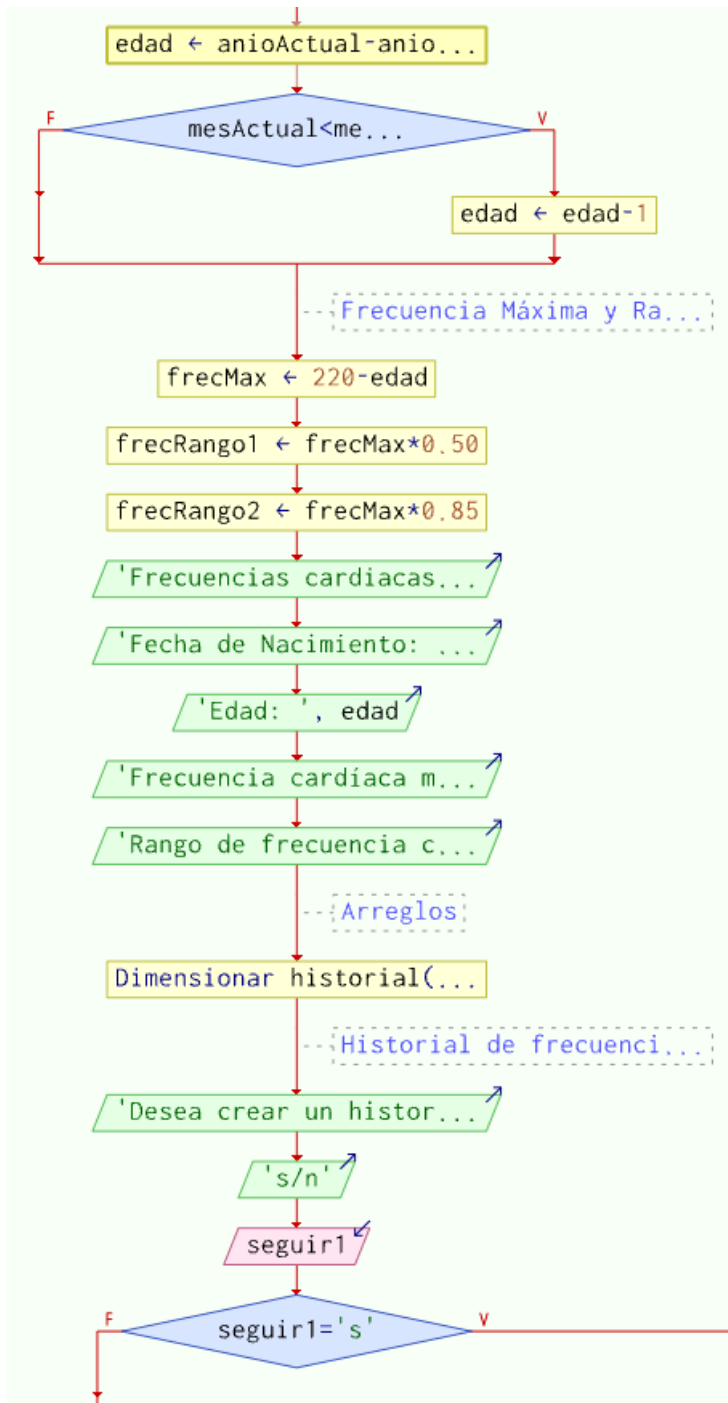 edad ← anioActual-anio...
F
V
mesActual<me...
edad ← edad-1
Frecuencia Máxima y Ra...
frecMax ← 220-edad
frecRango1 ← frecMax*0.50
frecRango2 ← frecMax*0.85
'Frecuencias cardiacas...
'Fecha de Nacimiento: ...
'Edad: ', edad
'Frecuencia cardíaca m...
'Rango de frecuencia c...
Arreglos
Dimensionar historial(...
Historial de frecuenci...
'Desea crear un histor...
's/n'
seguir1
F
V
seguir1='s'